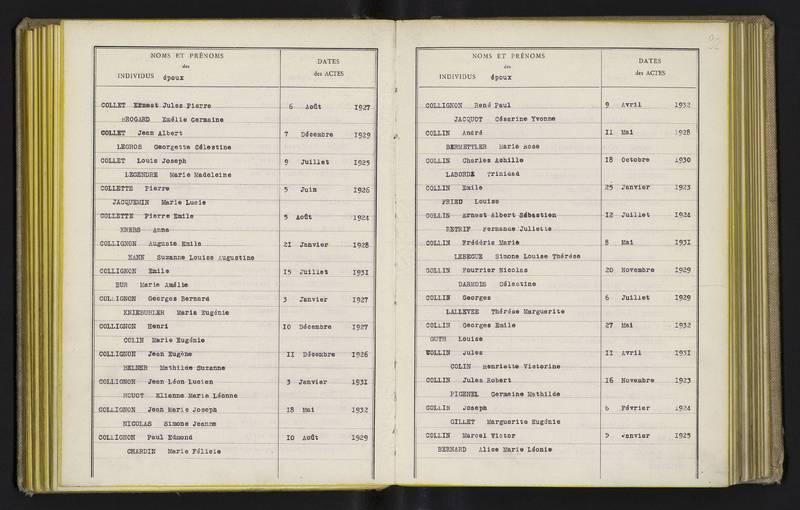 NOMS ET PRÉNOMS
des
INDIVIDUS époux
DATES
des ACTES
COLLET Ernest Jules Pierre 6 Août 1927
BROGARD Emélie Germaine
COLLET Jean Albert 7 Décembre 1929
LEGROS Georgette Célestine
COLLET Louis Joseph 9 Juillet 1925
LEGENDRE Marie Madeleine
COLLETTE Pierre 5 Juin 1926
JACQUEMIN Marie Lucie
COLLETTE Pierre Emile 5 Août 1924
KREBS Anna
COLLIGNON Auguste Emile 21 Janvier 1928
HANN Suzanne Louise Augustine
COLLIGNON Emile 15 Juillet 1931
BUR Marie Amélie
COLLIGNON Georges Bernard 3 Janvier 1927
KNIEBUHLER Marie Eugénie
COLLIGNON Henri 10 Décembre 1927
COLIN Marie Eugénie
COLLIGNON Jean Eugène 11 Décembre 1926
HELNER Mathilde Suzanne
COLLIGNON Jean Léon Lucien 3 Janvier 1931
HOUOT Elienne Marie Léonne
COLLIGNON Jean Marie Joseph 18 Mai 1932
NICOLAS Simone Jeanne
COLLIGNON Paul Edmond 10 Août 1929
CHARDIN Marie Félicie
92
NOMS ET PRÉNOMS
des
INDIVIDUS époux
DATES
des ACTES
COLLIGNON René Paul 9 Avril 1932
JACQUOT Césarine Yvonne
COLLIN André 11 Mai 1928
BERMETTLER Marie Rose
COLLIN Charles Achille 18 Octobre 1930
LABORDE Trinidad
COLLIN Emile 25 Janvier 1923
FRIED Louise
COLLIN Ernest Albert Sébastien 12 Juillet 1924
RETRIF Fernande Juliette
COLLIN Frédéric Marie 8 Mai 1931
LEBEGUE Simone Louise Thérèse
COLLIN Fourrier Nicolas 20 Novembre 1929
DARMOIS Célestine
COLLIN Georges 6 Juillet 1929
LALLEVEE Thérèse Marguerite
COLLIN Georges Emile 27 Mai 1932
GUTH Louise
COLLIN Jules 11 Avril 1931
COLIN Henriette Victorine
COLLIN Jules Robert 16 Novembre 1923
PIGENEL Germaine Mathilde
COLLIN Joseph 6 Février 1924
GILLET Marguerite Eugénie
COLLIN Marcel Victor 5 Janvier 1925
BERNARD Alice Marie Léonie